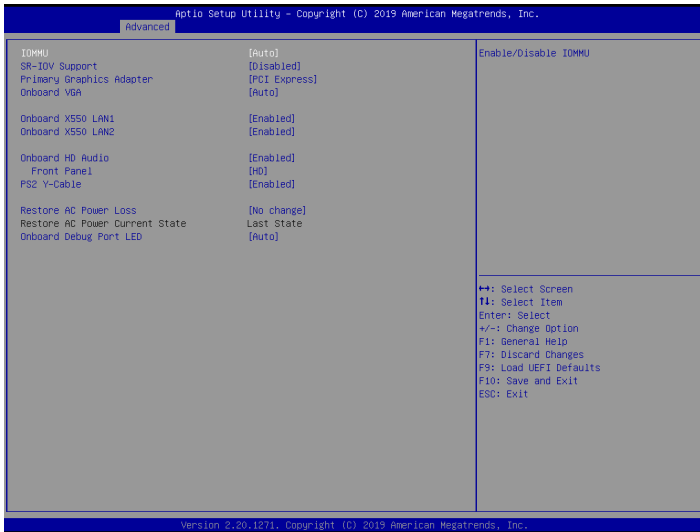 Aptio Setup Utility – Copyright (C) 2019 American Megatrends, Inc.
Advanced
IOMMU [Auto]
SR-IOV Support [Disabled]
Primary Graphics Adapter [PCI Express]
Onboard VGA [Auto]
Onboard X550 LAN1 [Enabled]
Onboard X550 LAN2 [Enabled]
Onboard HD Audio [Enabled]
Front Panel [HD]
PS2 Y-Cable [Enabled]
Restore AC Power Loss [No change]
Restore AC Power Current State Last State
Onboard Debug Port LED [Auto]
Enable/Disable IOMMU
↔: Select Screen
↑↓: Select Item
Enter: Select
+/-: Change Option
F1: General Help
F7: Discard Changes
F9: Load UEFI Defaults
F10: Save and Exit
ESC: Exit
Version 2.20.1271. Copyright (C) 2019 American Megatrends, Inc.